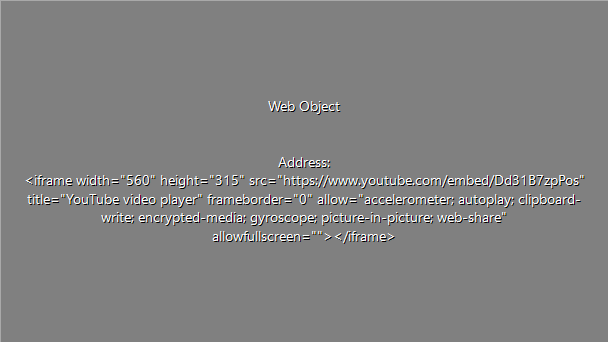 Web Object
Address:
<iframe width="560" height="315" src="https://www.youtube.com/embed/Dd31B7zpPos"
title="YouTube video player" frameborder="0" allow="accelerometer; autoplay; clipboard-
write; encrypted-media; gyroscope; picture-in-picture; web-share"
allowfullscreen=""></iframe>